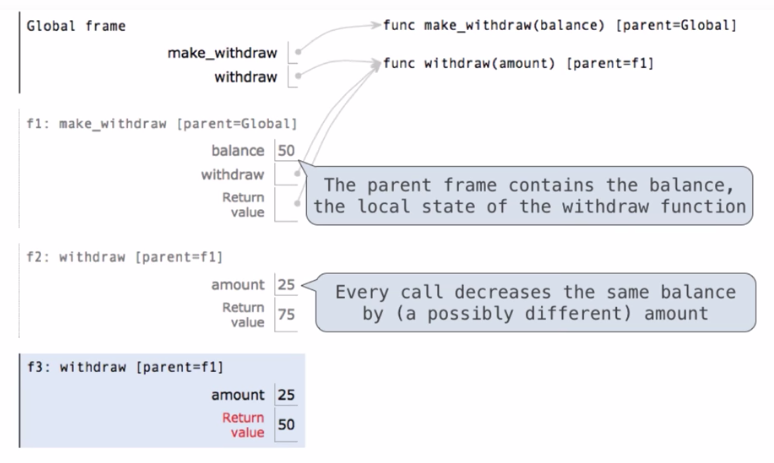 Global frame
make_withdraw
withdraw
func make_withdraw(balance) [parent=Global]
func withdraw(amount) [parent=f1]
f1: make_withdraw [parent=Global]
balance 50
withdraw
Return
value
The parent frame contains the balance,
the local state of the withdraw function
f2: withdraw [parent=f1]
amount 25
Return
value 75
Every call decreases the same balance
by (a possibly different) amount
f3: withdraw [parent=f1]
amount 25
Return
value 50